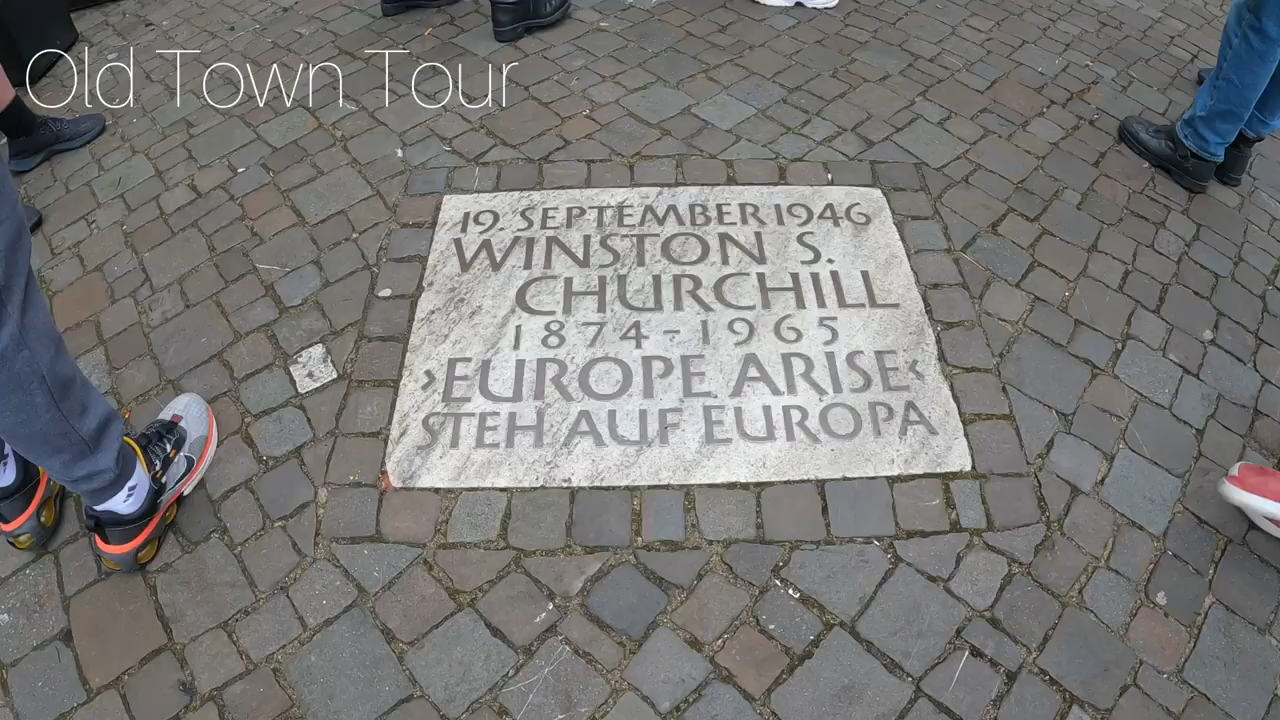 Old Town Tour
19. SEPTEMBER 1946
WINSTON S.
CHURCHILL
1874-1965
›EUROPE ARISE‹
STEH AUF EUROPA